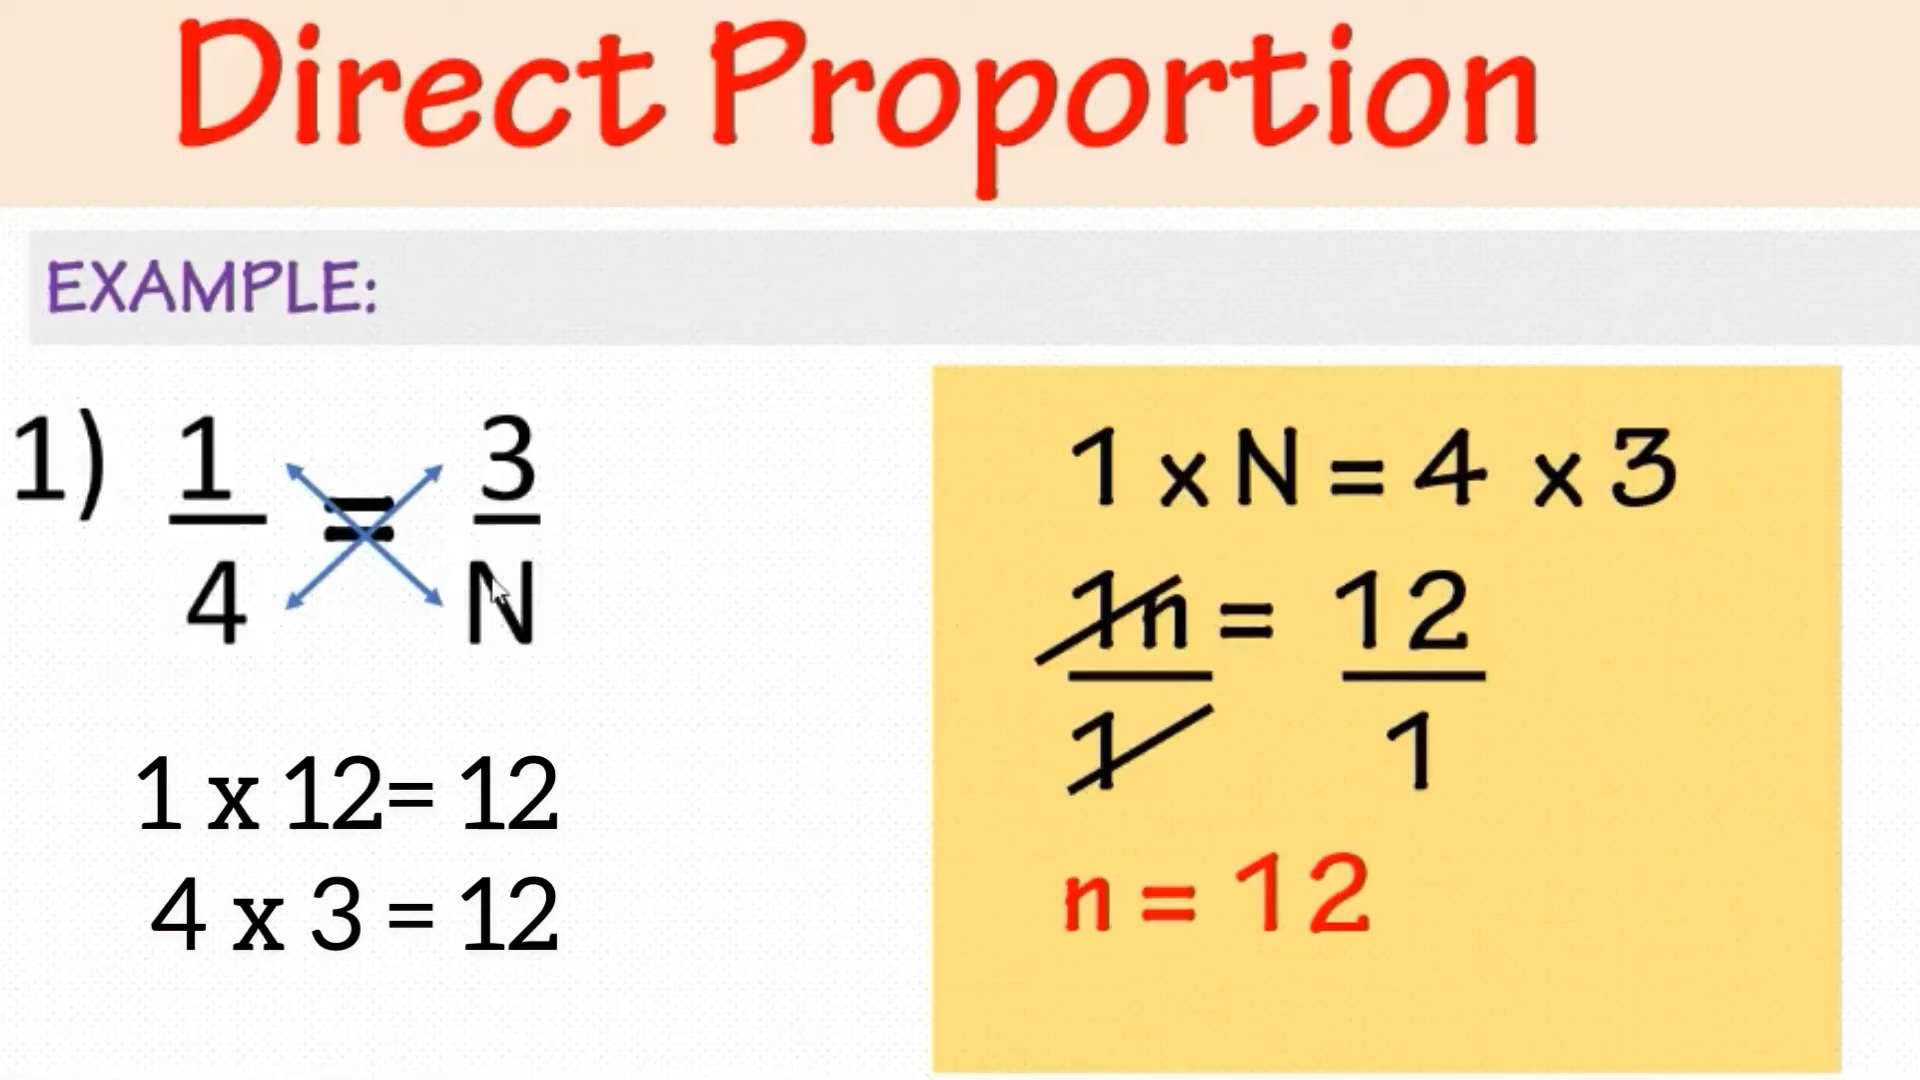 Direct Proportion
EXAMPLE:
1) 1/4 = 3/N
1 x 12= 12
4 x 3 = 12
1 x N = 4 x 3
1n/1 = 12/1
n = 12